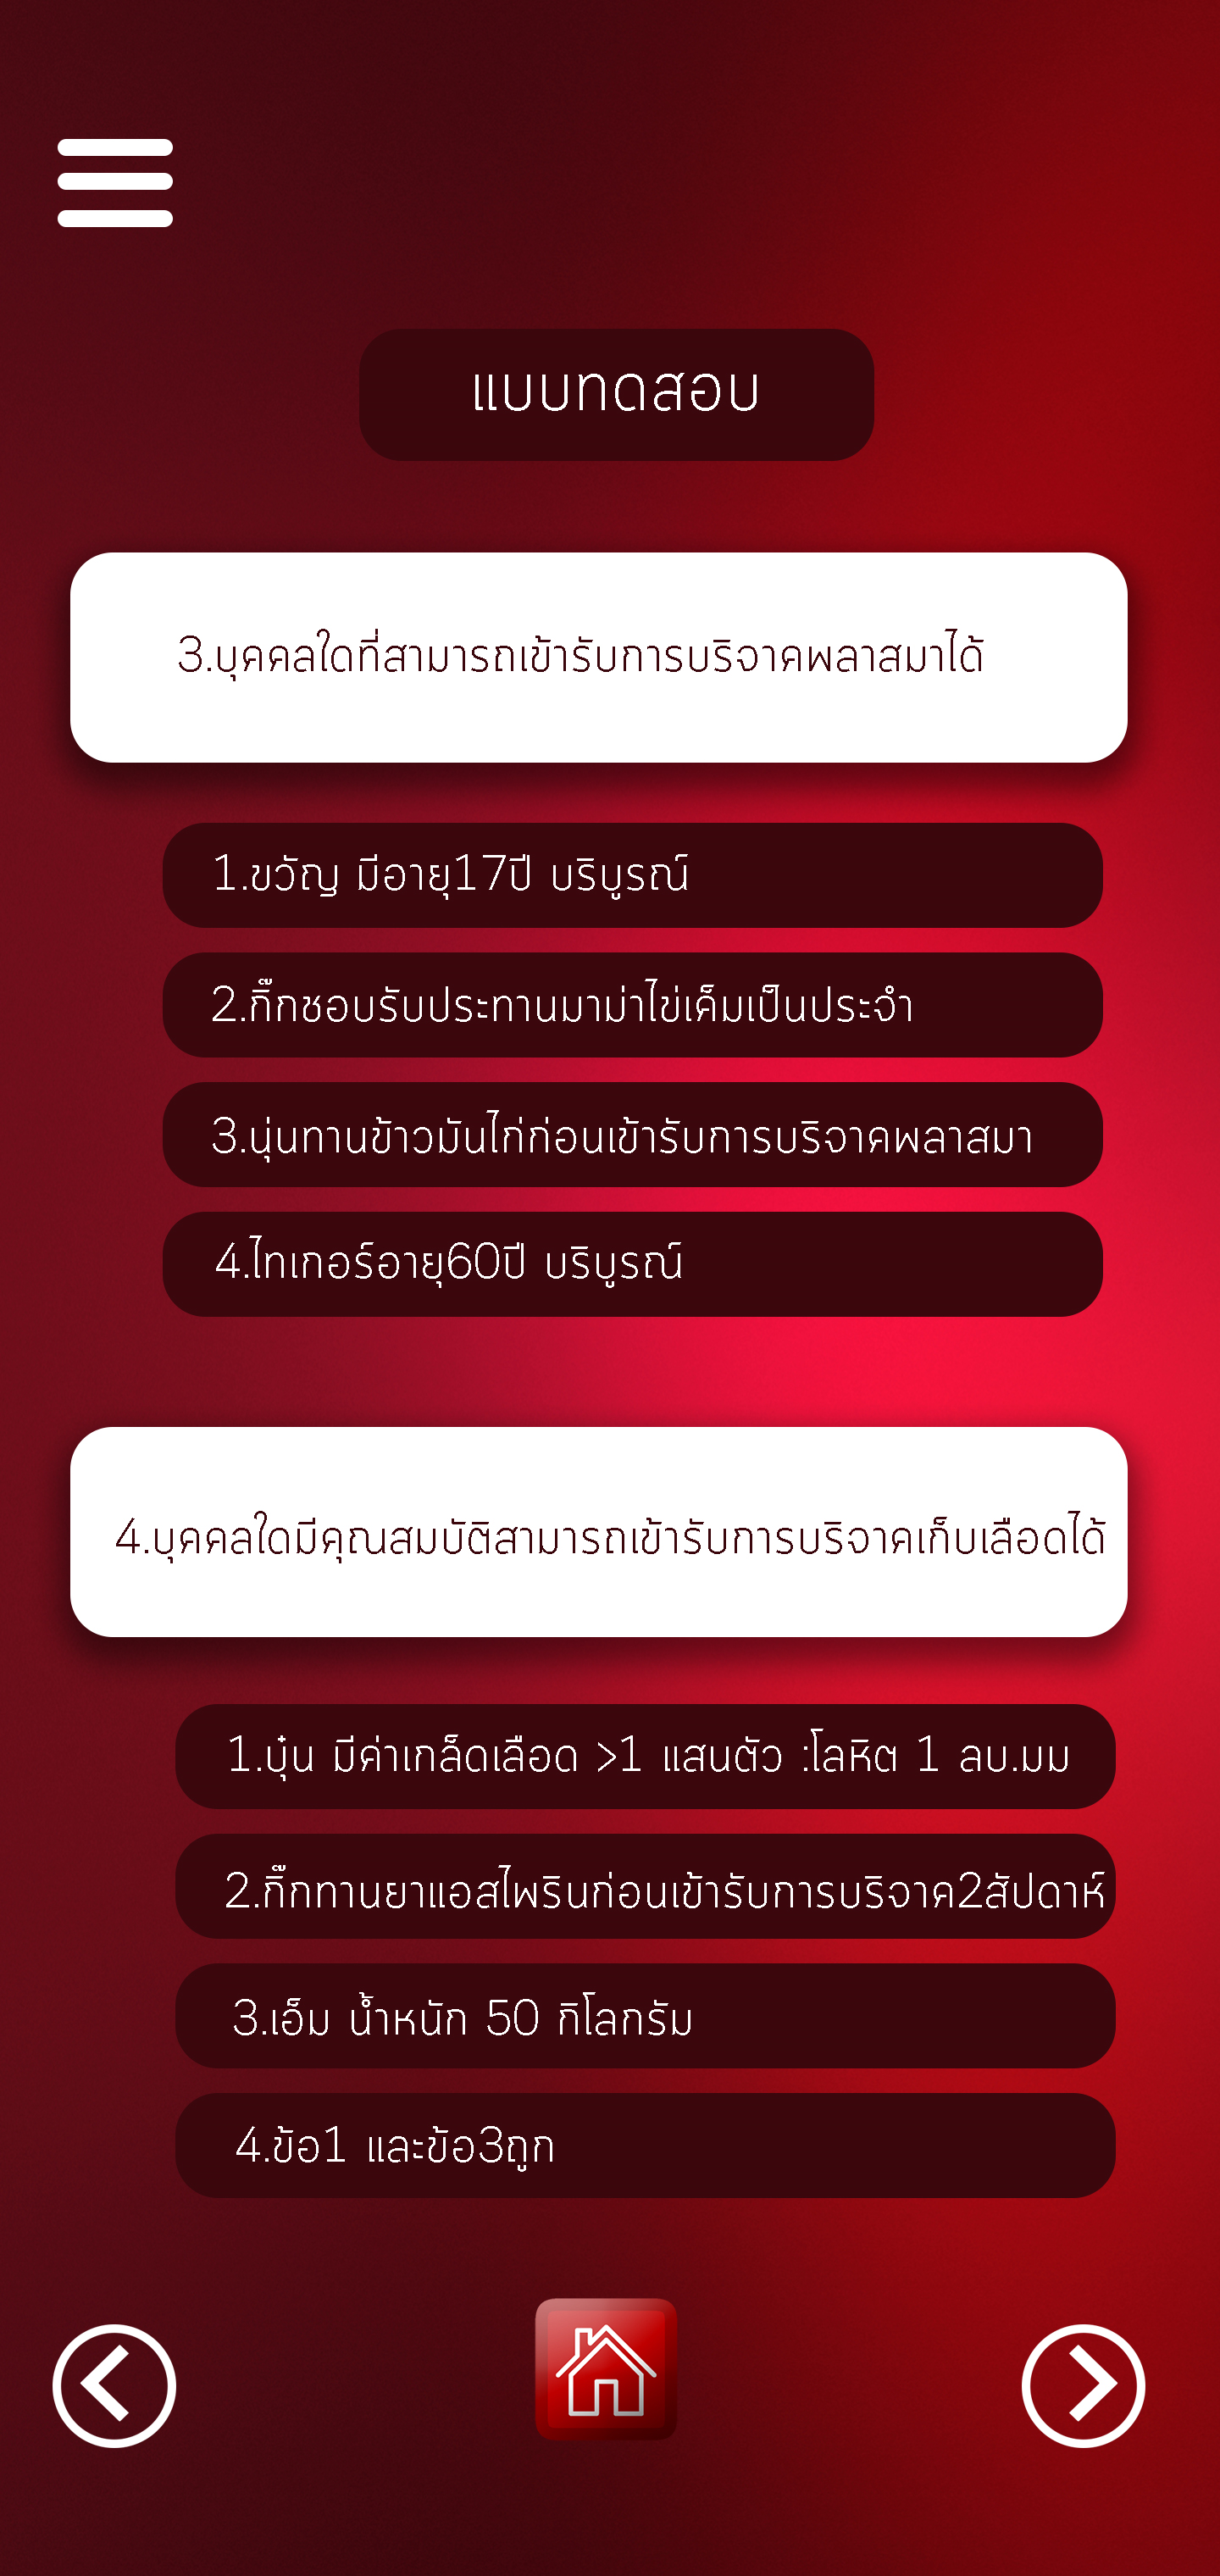 แบบทดสอบ
3.บุคคลใดที่สามารถเข้ารับการบริจาคพลาสมาได้
1.ขวัญ มีอายุ17ปี บริบูรณ์
2.กิ๊กชอบรับประทานมาม่าไข่เค็มเป็นประจำ
3.นุ่นทานข้าวมันไก่ก่อนเข้ารับการบริจาคพลาสมา
4.ไทเกอร์อายุ60ปี บริบูรณ์
4.บุคคลใดมีคุณสมบัติสามารถเข้ารับการบริจาคเก็บเลือดได้
1.บุ๋น มีค่าเกล็ดเลือด >1 แสนตัว :โลหิต 1 ลบ.มม
2.กิ๊กทานยาแอสไพรินก่อนเข้ารับการบริจาค2สัปดาห์
3.เอ็ม น้ำหนัก 50 กิโลกรัม
4.ข้อ1 และข้อ3ถูก